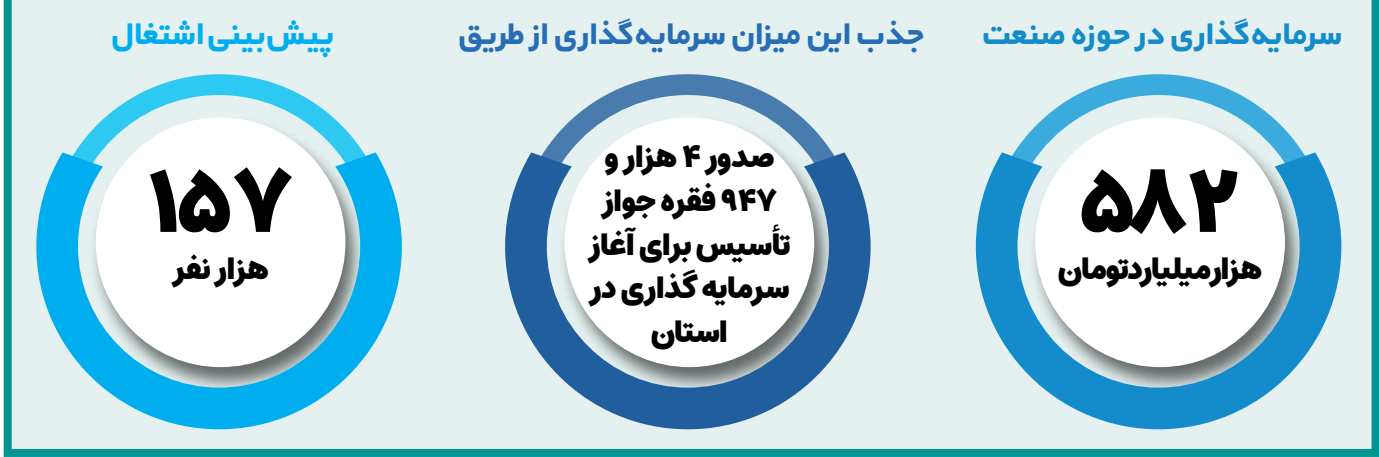 سرمایه‌گذاری در حوزه صنعت
۵۸۲
هزارمیلیاردتومان
جذب این میزان سرمایه‌گذاری از طریق
صدور ۴ هزار و
۹۴۷ فقره جواز
تأسیس برای آغاز
سرمایه گذاری در
استان
پیش‌بینی اشتغال
۱۵۷
هزار نفر